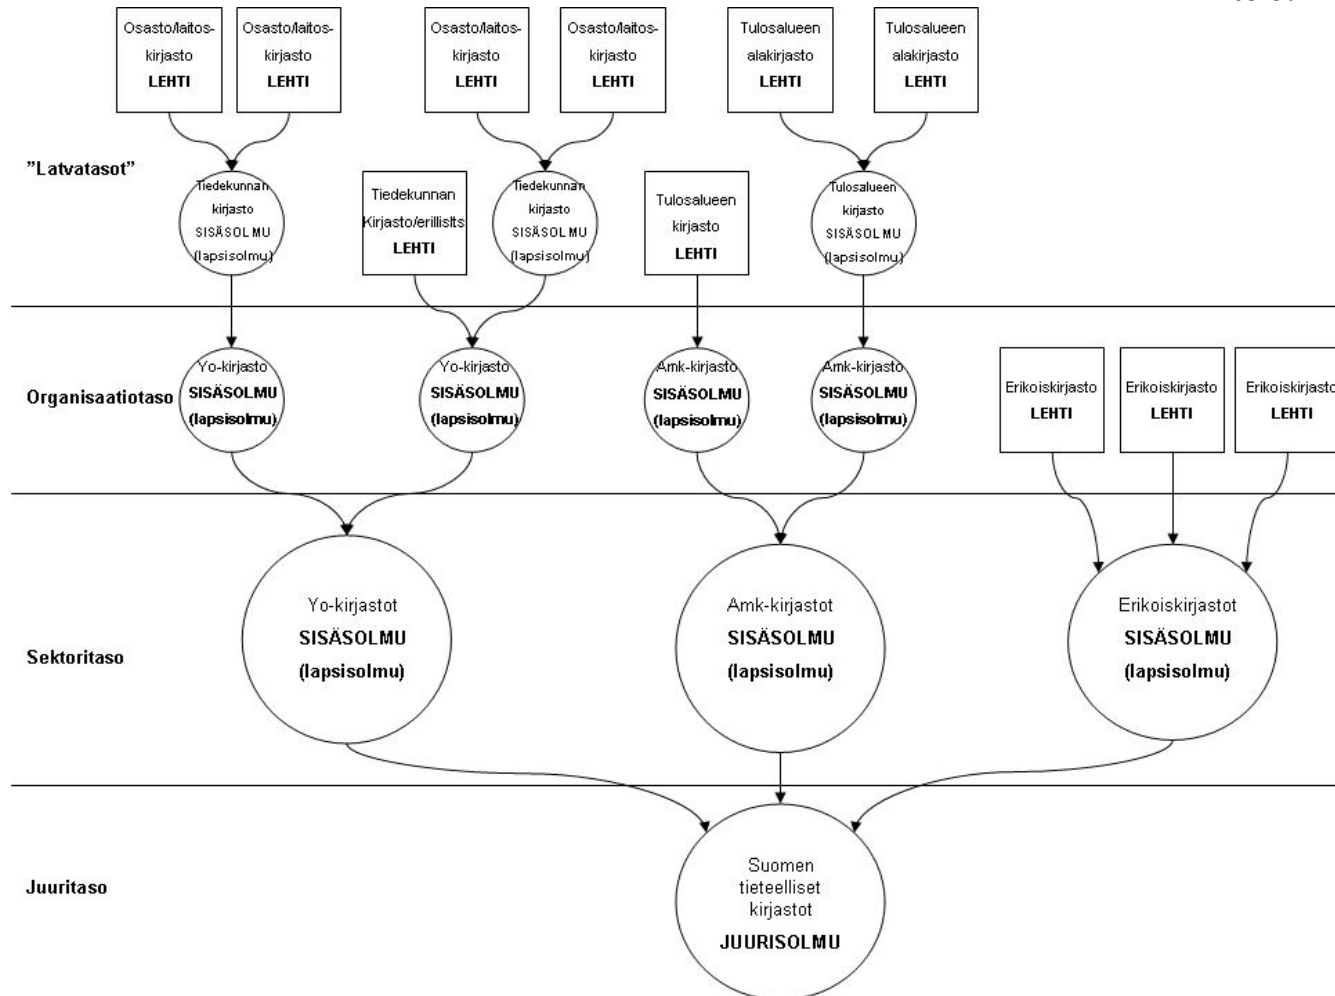 Osasto/laitos-
kirjasto
LEHTI
Osasto/laitos-
kirjasto
LEHTI
Osasto/laitos-
kirjasto
LEHTI
Osasto/laitos-
kirjasto
LEHTI
Tulosalueen
alakirjasto
LEHTI
Tulosalueen
alakirjasto
LEHTI
"Latvatasot"
Tiedekunnan
kirjasto
SISÄSOLMU
(lapsisolmu)
Tiedekunnan
Kirjasto/erillistts
LEHTI
Tiedekunnan
kirjasto
SISÄSOLMU
(lapsisolmu)
Tulosalueen
kirjasto
LEHTI
Tulosalueen
kirjasto
SISÄSOLMU
(lapsisolmu)
Organisaatiotaso
Yo-kirjasto
SISÄSOLMU
(lapsisolmu)
Yo-kirjasto
SISÄSOLMU
(lapsisolmu)
Amk-kirjasto
SISÄSOLMU
(lapsisolmu)
Amk-kirjasto
SISÄSOLMU
(lapsisolmu)
Erikoiskirjasto
LEHTI
Erikoiskirjasto
LEHTI
Erikoiskirjasto
LEHTI
Sektoritaso
Yo-kirjastot
SISÄSOLMU
(lapsisolmu)
Amk-kirjastot
SISÄSOLMU
(lapsisolmu)
Erikoiskirjastot
SISÄSOLMU
(lapsisolmu)
Juuritaso
Suomen
tieteelliset
kirjastot
JUURISOLMU